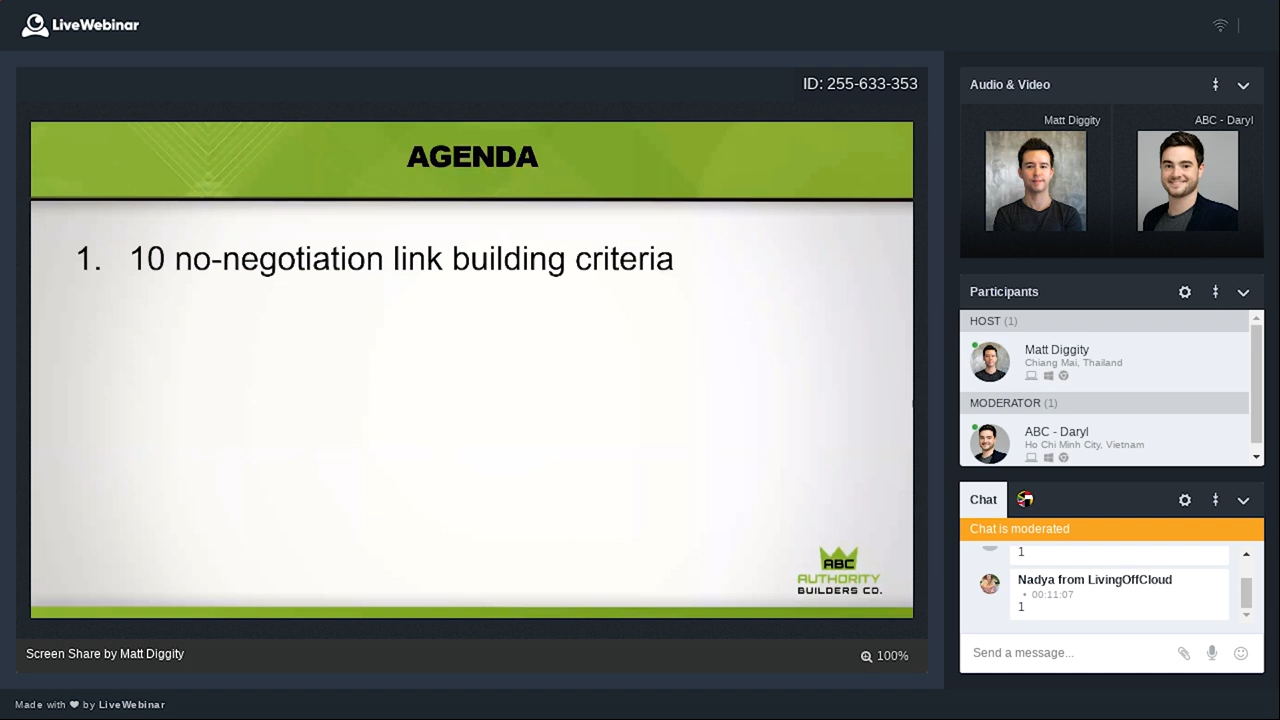 LiveWebinar
ID: 255-633-353
AGENDA
1. 10 no-negotiation link building criteria
ABC
AUTHORITY
BUILDERS CO.
Screen Share by Matt Diggity
100%
Audio & Video
Matt Diggity
ABC - Daryl
Participants
HOST (1)
Matt Diggity
Chiang Mai, Thailand
MODERATOR (1)
ABC - Daryl
Ho Chi Minh City, Vietnam
Chat
Chat is moderated
1
Nadya from LivingOffCloud
• 00:11:07
1
Send a message...
Made with ❤ by LiveWebinar